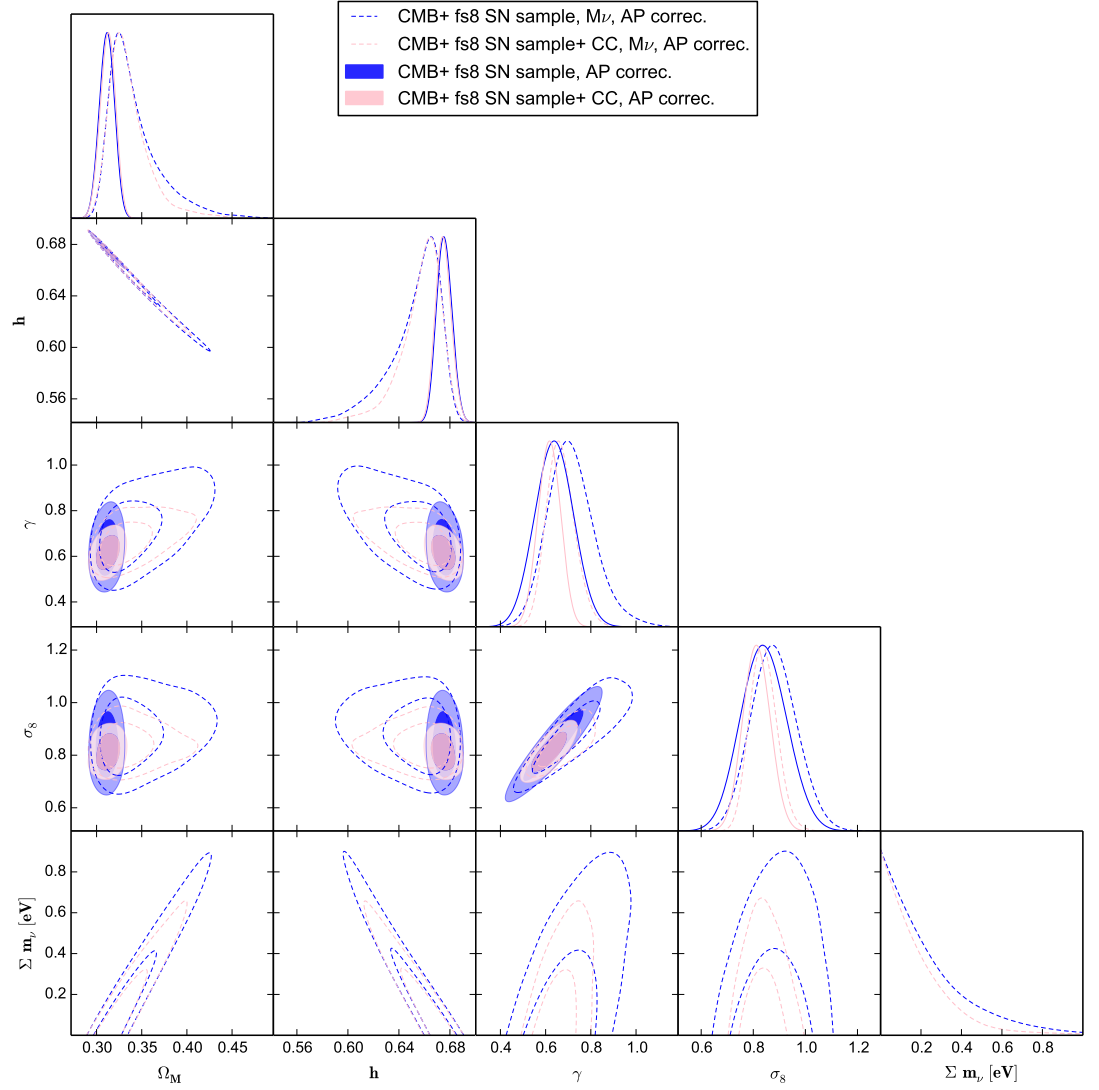 CMB+ fs8 SN sample, Mν, AP correc.
CMB+ fs8 SN sample+ CC, Mν, AP correc.
CMB+ fs8 SN sample, AP correc.
CMB+ fs8 SN sample+ CC, AP correc.
0.68
0.64
0.60
0.56
h
1.0
0.8
0.6
0.4
γ
1.2
1.0
0.8
0.6
σ₈
0.8
0.6
0.4
0.2
Σ m_ν [eV]
0.30 0.35 0.40 0.45
0.56 0.60 0.64 0.68
0.4 0.6 0.8 1.0
0.6 0.8 1.0 1.2
0.2 0.4 0.6 0.8
Ω_M h γ σ₈ Σ m_ν [eV]